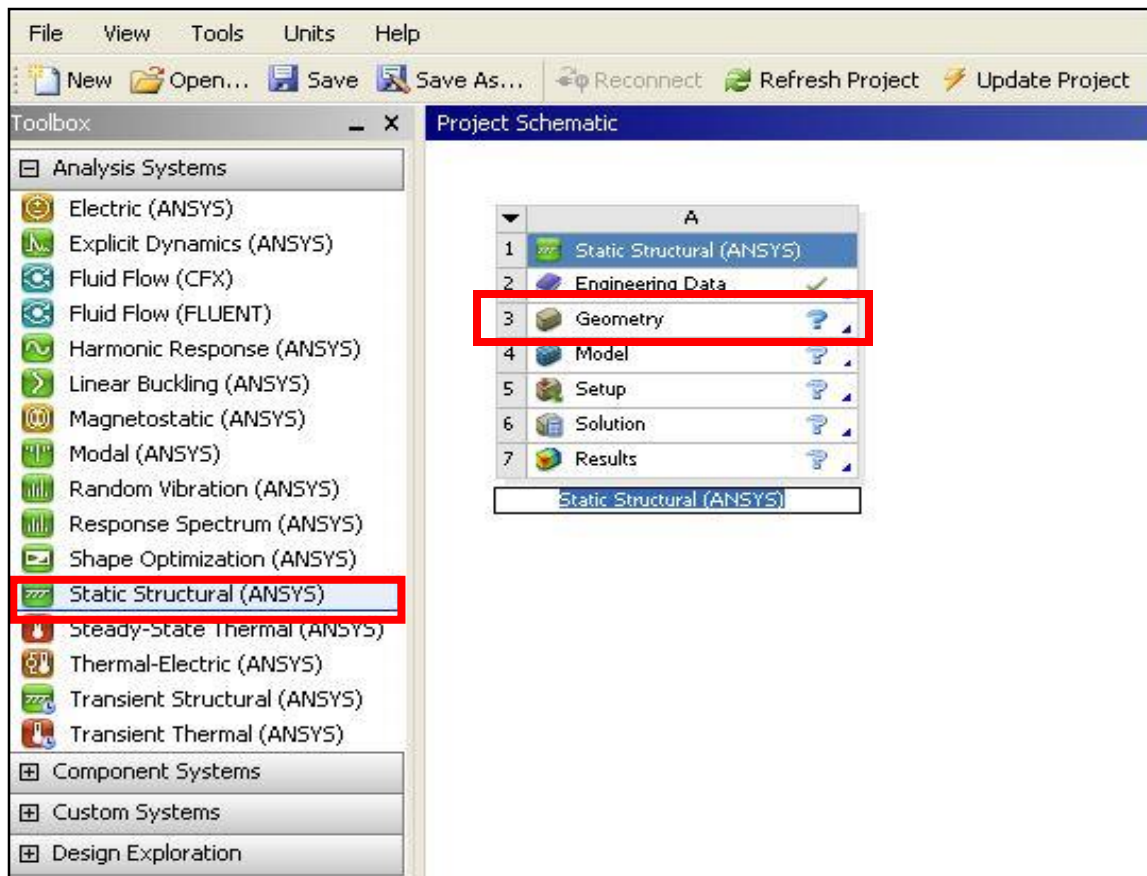 File View Tools Units Help
New Open... Save Save As... Reconnect Refresh Project Update Project
Toolbox
Analysis Systems
Electric (ANSYS)
Explicit Dynamics (ANSYS)
Fluid Flow (CFX)
Fluid Flow (FLUENT)
Harmonic Response (ANSYS)
Linear Buckling (ANSYS)
Magnetostatic (ANSYS)
Modal (ANSYS)
Random Vibration (ANSYS)
Response Spectrum (ANSYS)
Shape Optimization (ANSYS)
Static Structural (ANSYS)
Steady-State Thermal (ANSYS)
Thermal-Electric (ANSYS)
Transient Structural (ANSYS)
Transient Thermal (ANSYS)
Component Systems
Custom Systems
Design Exploration
Project Schematic
A
1 Static Structural (ANSYS)
2 Engineering Data
3 Geometry ?
4 Model ?
5 Setup ?
6 Solution ?
7 Results ?
Static Structural (ANSYS)